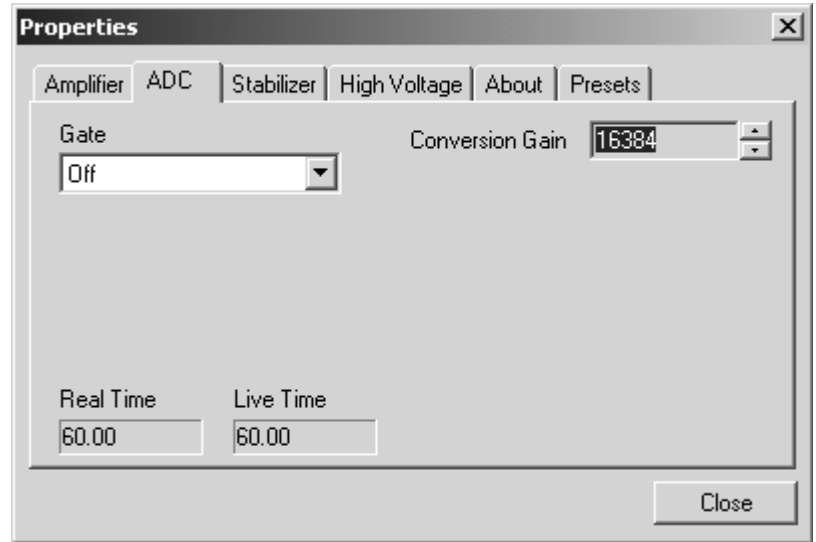 Properties
Amplifier ADC Stabilizer High Voltage About Presets
Gate
Conversion Gain 16384
Off
Real Time Live Time
60.00 60.00
Close